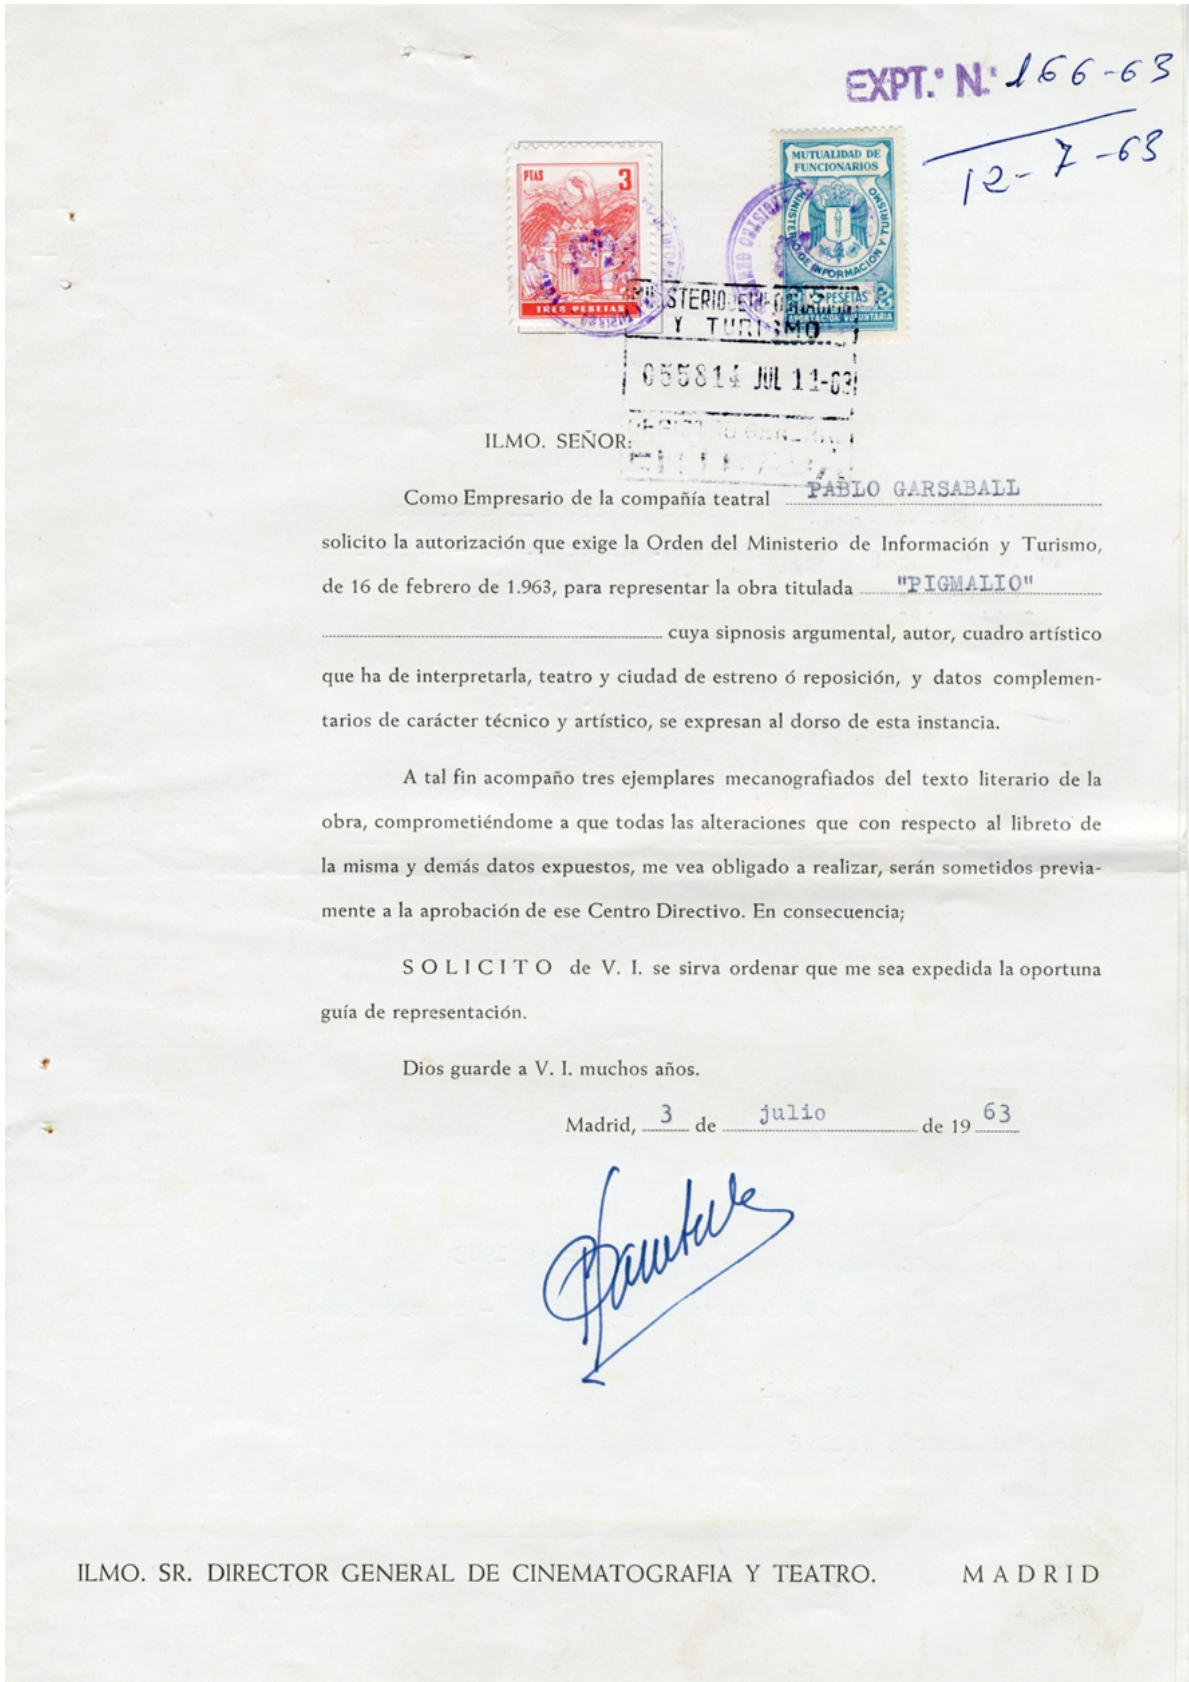 EXPT.º N.º 166-63
12-7-63
PTAS 3
TRES PESETAS
MUTUALIDAD DE
FUNCIONARIOS
MINISTERIO DE INFORMACION Y TURISMO
5 PESETAS
APORTACION VOLUNTARIA
MINISTERIO DE INFORMACION
Y TURISMO
055814 JUL 11-63
REGISTRO GENERAL
ILMO. SEÑOR:
Como Empresario de la compañía teatral PABLO GARSABALL
solicito la autorización que exige la Orden del Ministerio de Información y Turismo,
de 16 de febrero de 1.963, para representar la obra titulada "PIGMALIO"
cuya sipnosis argumental, autor, cuadro artístico
que ha de interpretarla, teatro y ciudad de estreno ó reposición, y datos complemen-
tarios de carácter técnico y artístico, se expresan al dorso de esta instancia.
A tal fin acompaño tres ejemplares mecanografiados del texto literario de la
obra, comprometiéndome a que todas las alteraciones que con respecto al libreto de
la misma y demás datos expuestos, me vea obligado a realizar, serán sometidos previa-
mente a la aprobación de ese Centro Directivo. En consecuencia;
SOLICITO de V. I. se sirva ordenar que me sea expedida la oportuna
guía de representación.
Dios guarde a V. I. muchos años.
Madrid, 3 de julio de 19 63
ILMO. SR. DIRECTOR GENERAL DE CINEMATOGRAFIA Y TEATRO. MADRID